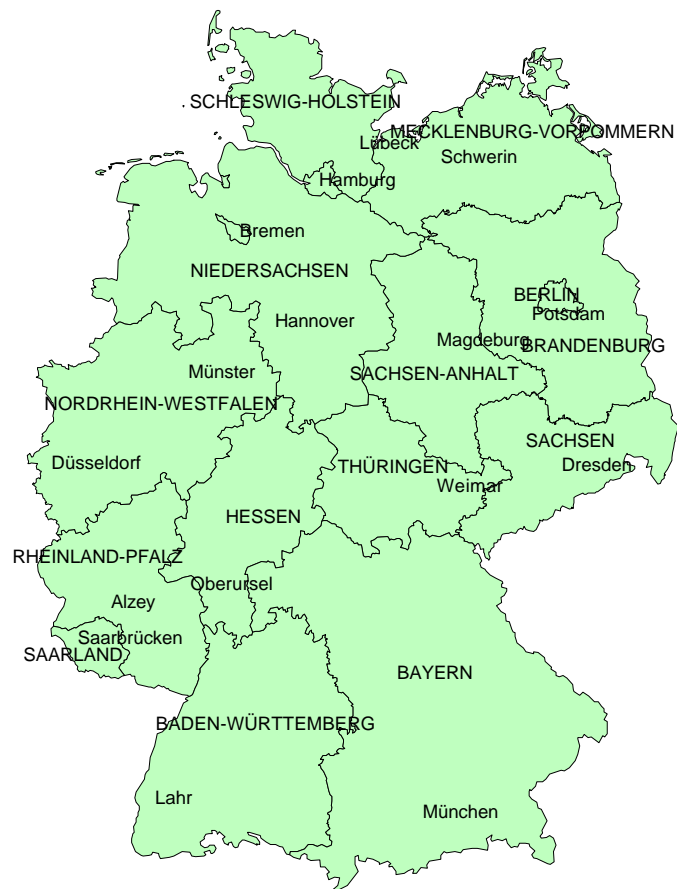 SCHLESWIG-HOLSTEIN
MECKLENBURG-VORPOMMERN
Lübeck
Schwerin
Hamburg
Bremen
NIEDERSACHSEN
BERLIN
Potsdam
Hannover
Magdeburg
BRANDENBURG
Münster
SACHSEN-ANHALT
NORDRHEIN-WESTFALEN
SACHSEN
Düsseldorf
THÜRINGEN
Dresden
Weimar
HESSEN
RHEINLAND-PFALZ
Oberursel
Alzey
Saarbrücken
SAARLAND
BAYERN
BADEN-WÜRTTEMBERG
Lahr
München